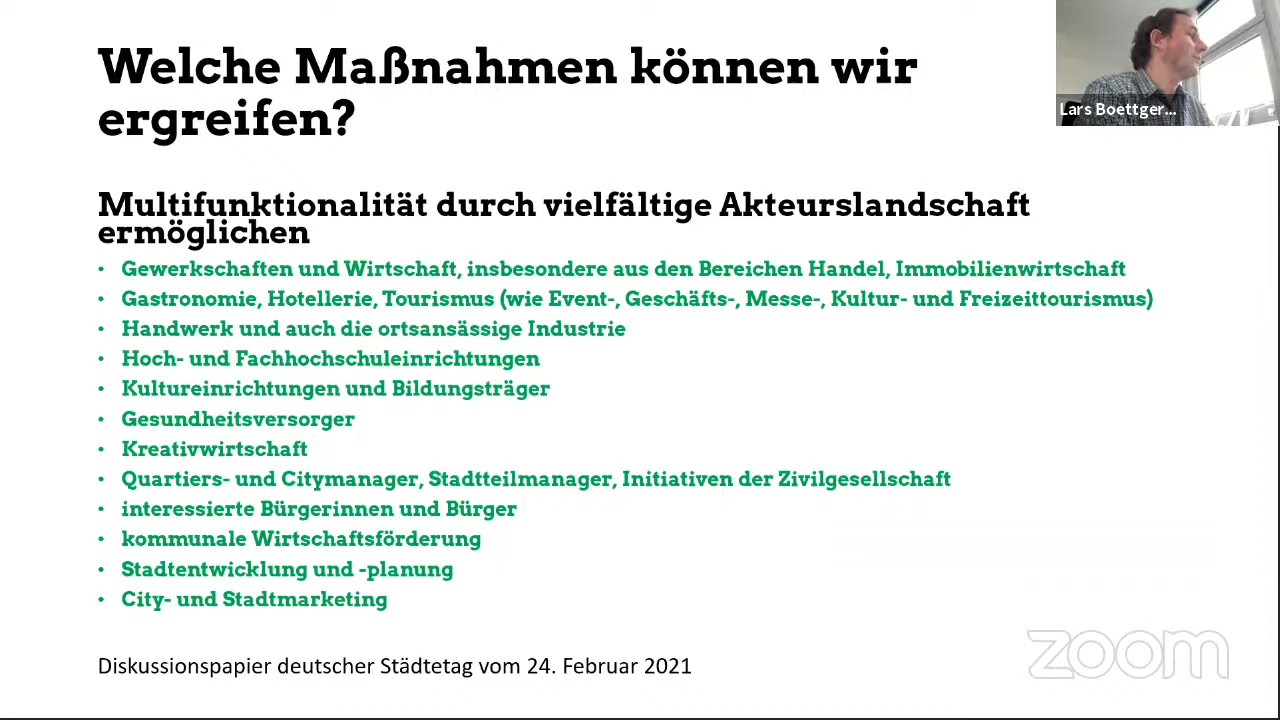 Welche Maßnahmen können wir
ergreifen?
Lars Boettger...
Multifunktionalität durch vielfältige Akteurslandschaft
ermöglichen
• Gewerkschaften und Wirtschaft, insbesondere aus den Bereichen Handel, Immobilienwirtschaft
• Gastronomie, Hotellerie, Tourismus (wie Event-, Geschäfts-, Messe-, Kultur- und Freizeittourismus)
• Handwerk und auch die ortsansässige Industrie
• Hoch- und Fachhochschuleinrichtungen
• Kultureinrichtungen und Bildungsträger
• Gesundheitsversorger
• Kreativwirtschaft
• Quartiers- und Citymanager, Stadtteilmanager, Initiativen der Zivilgesellschaft
• interessierte Bürgerinnen und Bürger
• kommunale Wirtschaftsförderung
• Stadtentwicklung und -planung
• City- und Stadtmarketing
Diskussionspapier deutscher Städtetag vom 24. Februar 2021
zoom